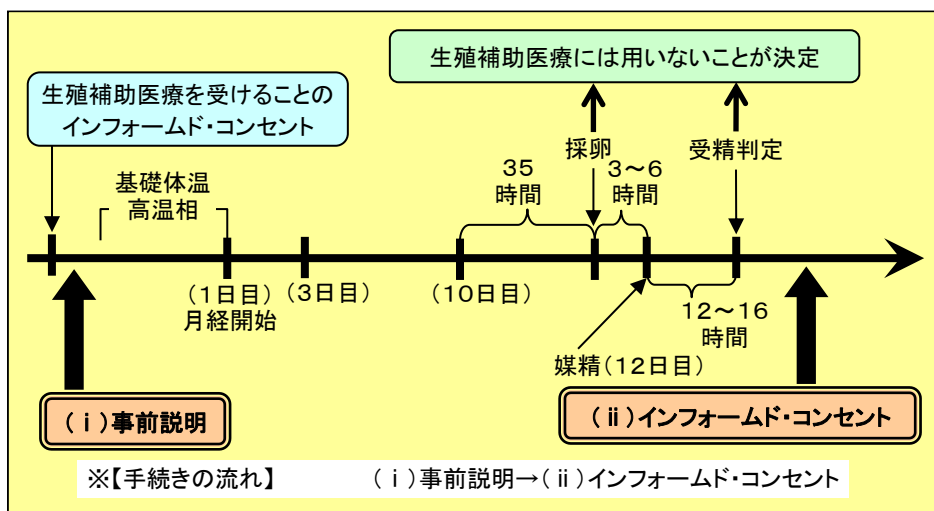 生殖補助医療には用いないことが決定
生殖補助医療を受けることの
インフォームド・コンセント
採卵
受精判定
35
時間
3～6
時間
基礎体温
高温相
(1日目)
月経開始
(3日目)
(10日目)
12～16
時間
媒精(12日目)
(ⅰ)事前説明
(ⅱ)インフォームド・コンセント
※【手続きの流れ】　(ⅰ)事前説明→(ⅱ)インフォームド・コンセント